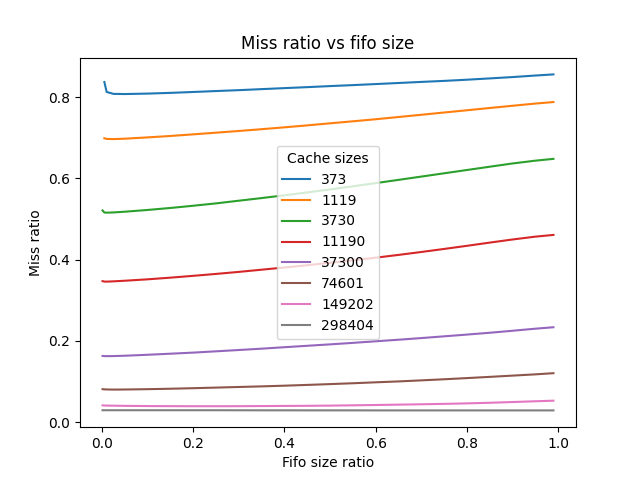 Miss ratio vs fifo size
0.8
0.6
0.4
0.2
0.0
Miss ratio
Cache sizes
373
1119
3730
11190
37300
74601
149202
298404
0.0 0.2 0.4 0.6 0.8 1.0
Fifo size ratio